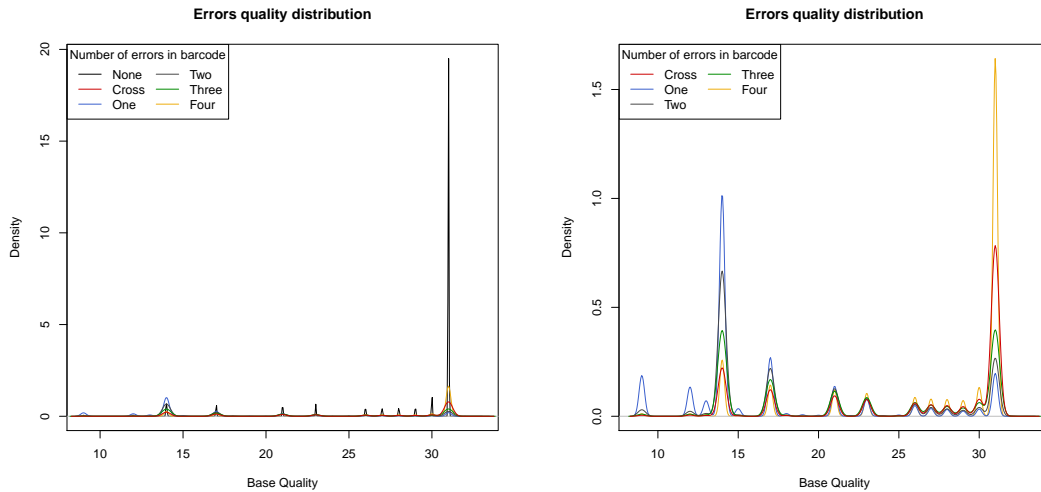 Errors quality distribution
Number of errors in barcode
None Two
Cross Three
One Four
Density
0 5 10 15 20
10 15 20 25 30
Base Quality
Errors quality distribution
Number of errors in barcode
Cross Three
One Four
Two
Density
0.0 0.5 1.0 1.5
10 15 20 25 30
Base Quality